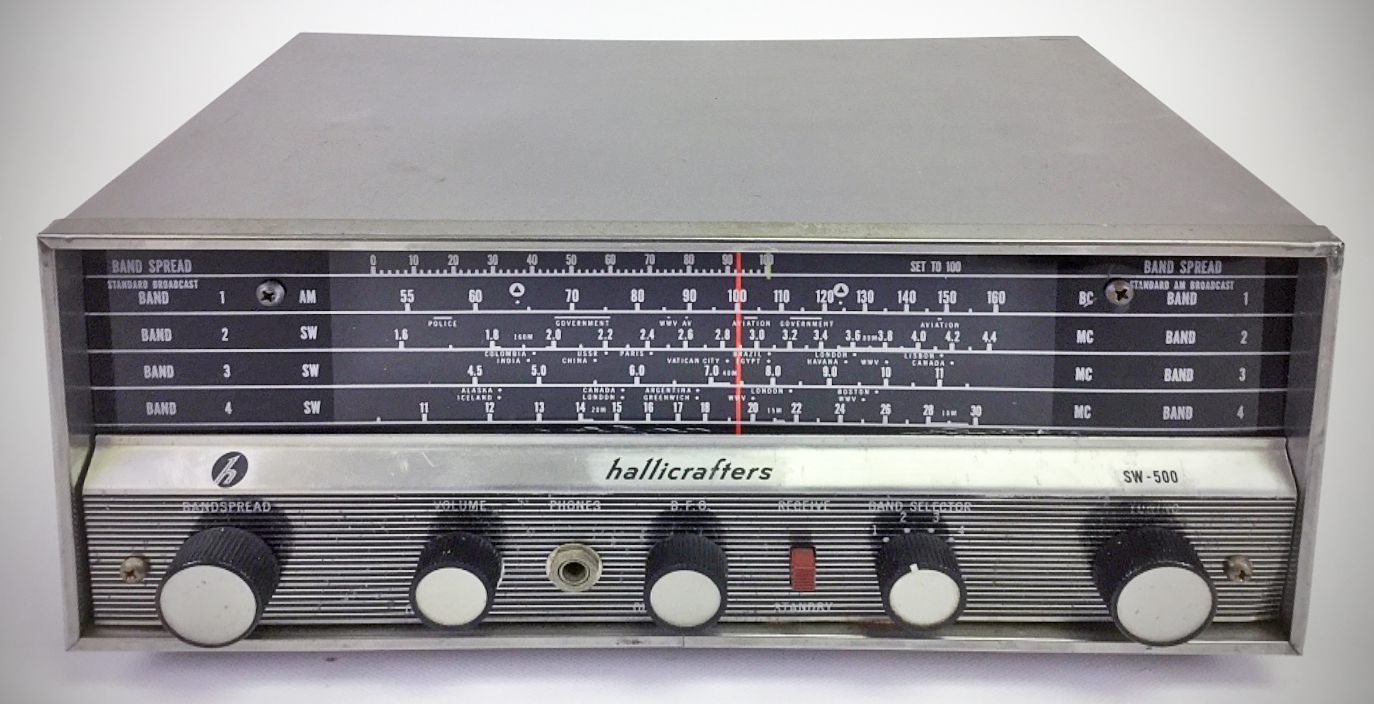 BAND SPREAD 0 10 20 30 40 50 60 70 80 90 100 SET TO 100 BAND SPREAD
STANDARD BROADCAST STANDARD AM BROADCAST
BAND 1 AM 55 60 70 80 90 100 110 120 130 140 150 160 BC BAND 1
POLICE GOVERNMENT WWV AV AVIATION GOVERNMENT AVIATION
BAND 2 SW 1.6 1.8 160M 2.0 2.2 2.4 2.6 2.8 3.0 3.2 3.4 3.6 80M 3.8 4.0 4.2 4.4 MC BAND 2
COLOMBIA USSR PARIS BRAZIL LONDON LISBON
INDIA CHINA VATICAN CITY EGYPT HAVANA WWV CANADA
BAND 3 SW 4.5 5.0 6.0 7.0 40M 8.0 9.0 10 11 MC BAND 3
ALASKA CANADA ARGENTINA LONDON BOSTON
ICELAND LONDON GREENWICH WWV WWV
BAND 4 SW 11 12 13 14 20M 15 16 17 18 20 15M 22 24 26 28 10M 30 MC BAND 4
h hallicrafters SW-500
BANDSPREAD VOLUME PHONES B.F.O. RECEIVE BAND SELECTOR TUNING
1 2 3 4
STANDBY